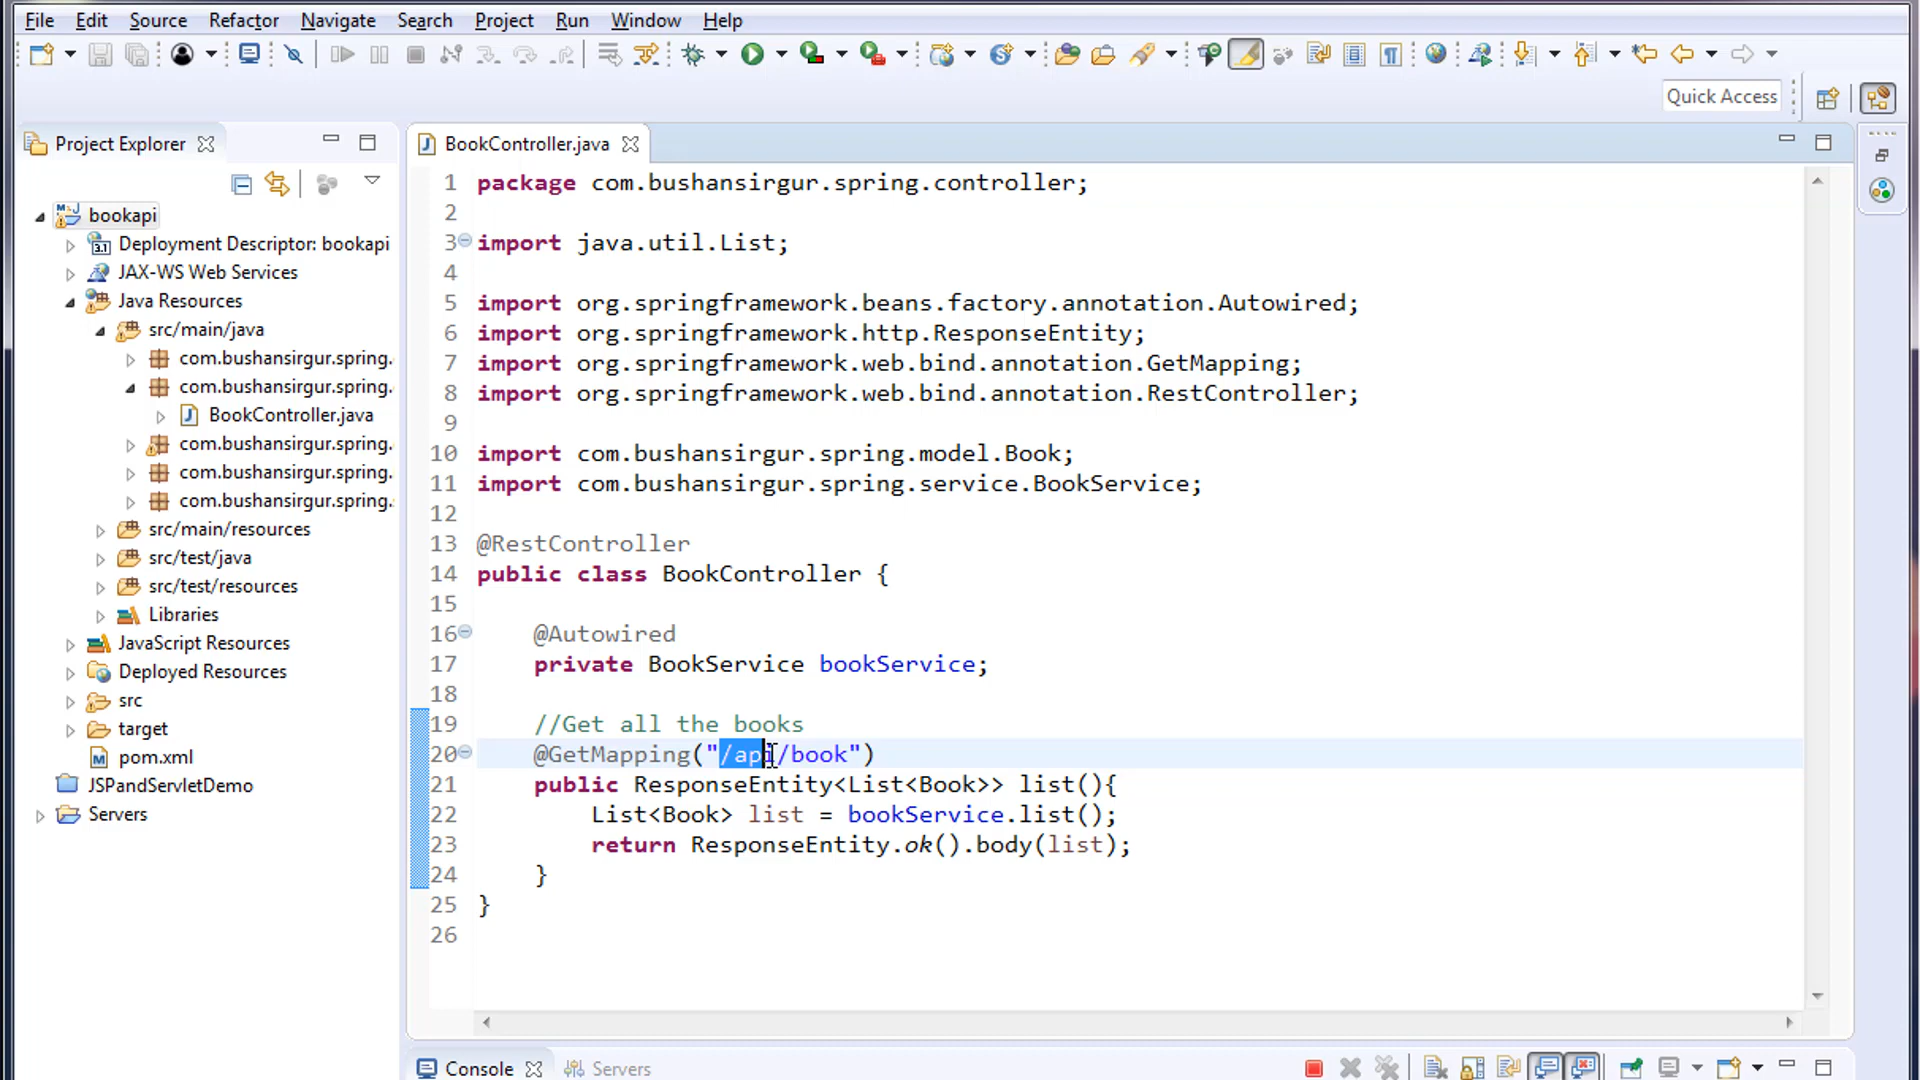 File Edit Source Refactor Navigate Search Project Run Window Help
Quick Access
Project Explorer
bookapi
Deployment Descriptor: bookapi
JAX-WS Web Services
Java Resources
src/main/java
com.bushansirgur.spring.
com.bushansirgur.spring.
BookController.java
com.bushansirgur.spring.
com.bushansirgur.spring.
com.bushansirgur.spring.
src/main/resources
src/test/java
src/test/resources
Libraries
JavaScript Resources
Deployed Resources
src
target
pom.xml
JSPandServletDemo
Servers
BookController.java
1 package com.bushansirgur.spring.controller;
2
3 import java.util.List;
4
5 import org.springframework.beans.factory.annotation.Autowired;
6 import org.springframework.http.ResponseEntity;
7 import org.springframework.web.bind.annotation.GetMapping;
8 import org.springframework.web.bind.annotation.RestController;
9
10 import com.bushansirgur.spring.model.Book;
11 import com.bushansirgur.spring.service.BookService;
12
13 @RestController
14 public class BookController {
15
16 @Autowired
17 private BookService bookService;
18
19 //Get all the books
20 @GetMapping("/api/book")
21 public ResponseEntity<List<Book>> list(){
22 List<Book> list = bookService.list();
23 return ResponseEntity.ok().body(list);
24 }
25 }
26
Console Servers